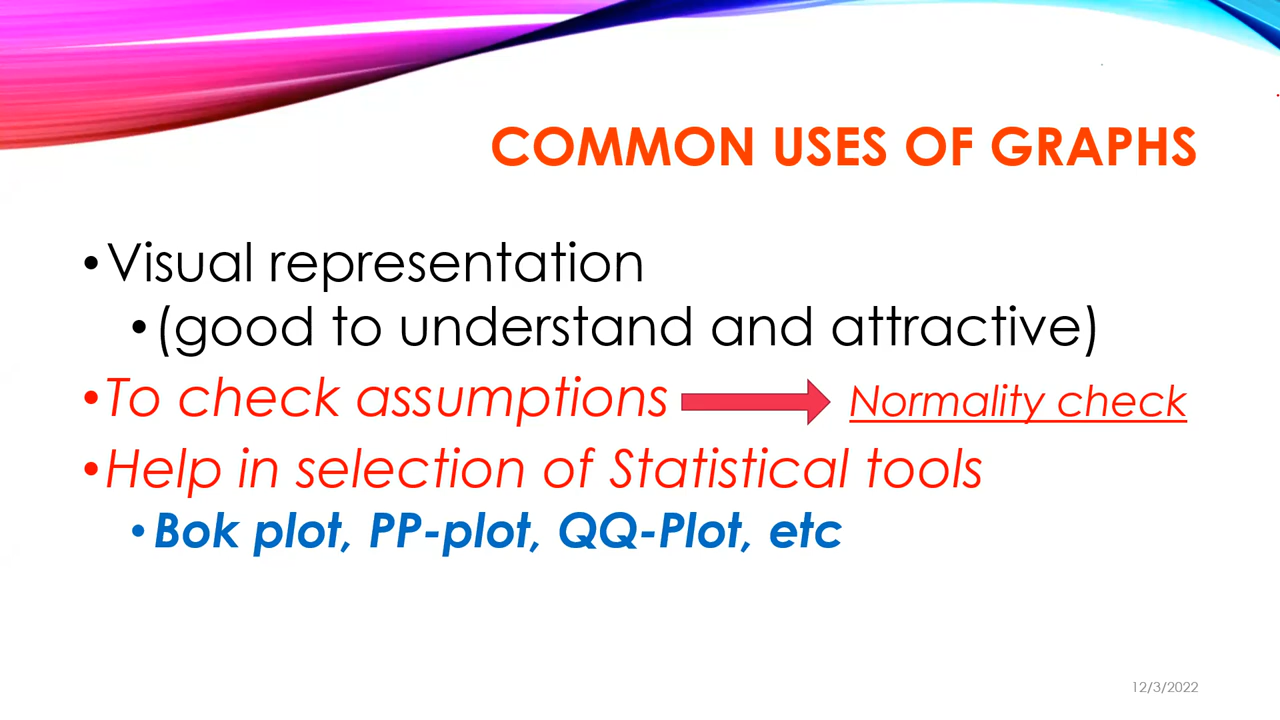 COMMON USES OF GRAPHS
•Visual representation
•(good to understand and attractive)
•To check assumptions Normality check
•Help in selection of Statistical tools
•Bok plot, PP-plot, QQ-Plot, etc
12/3/2022